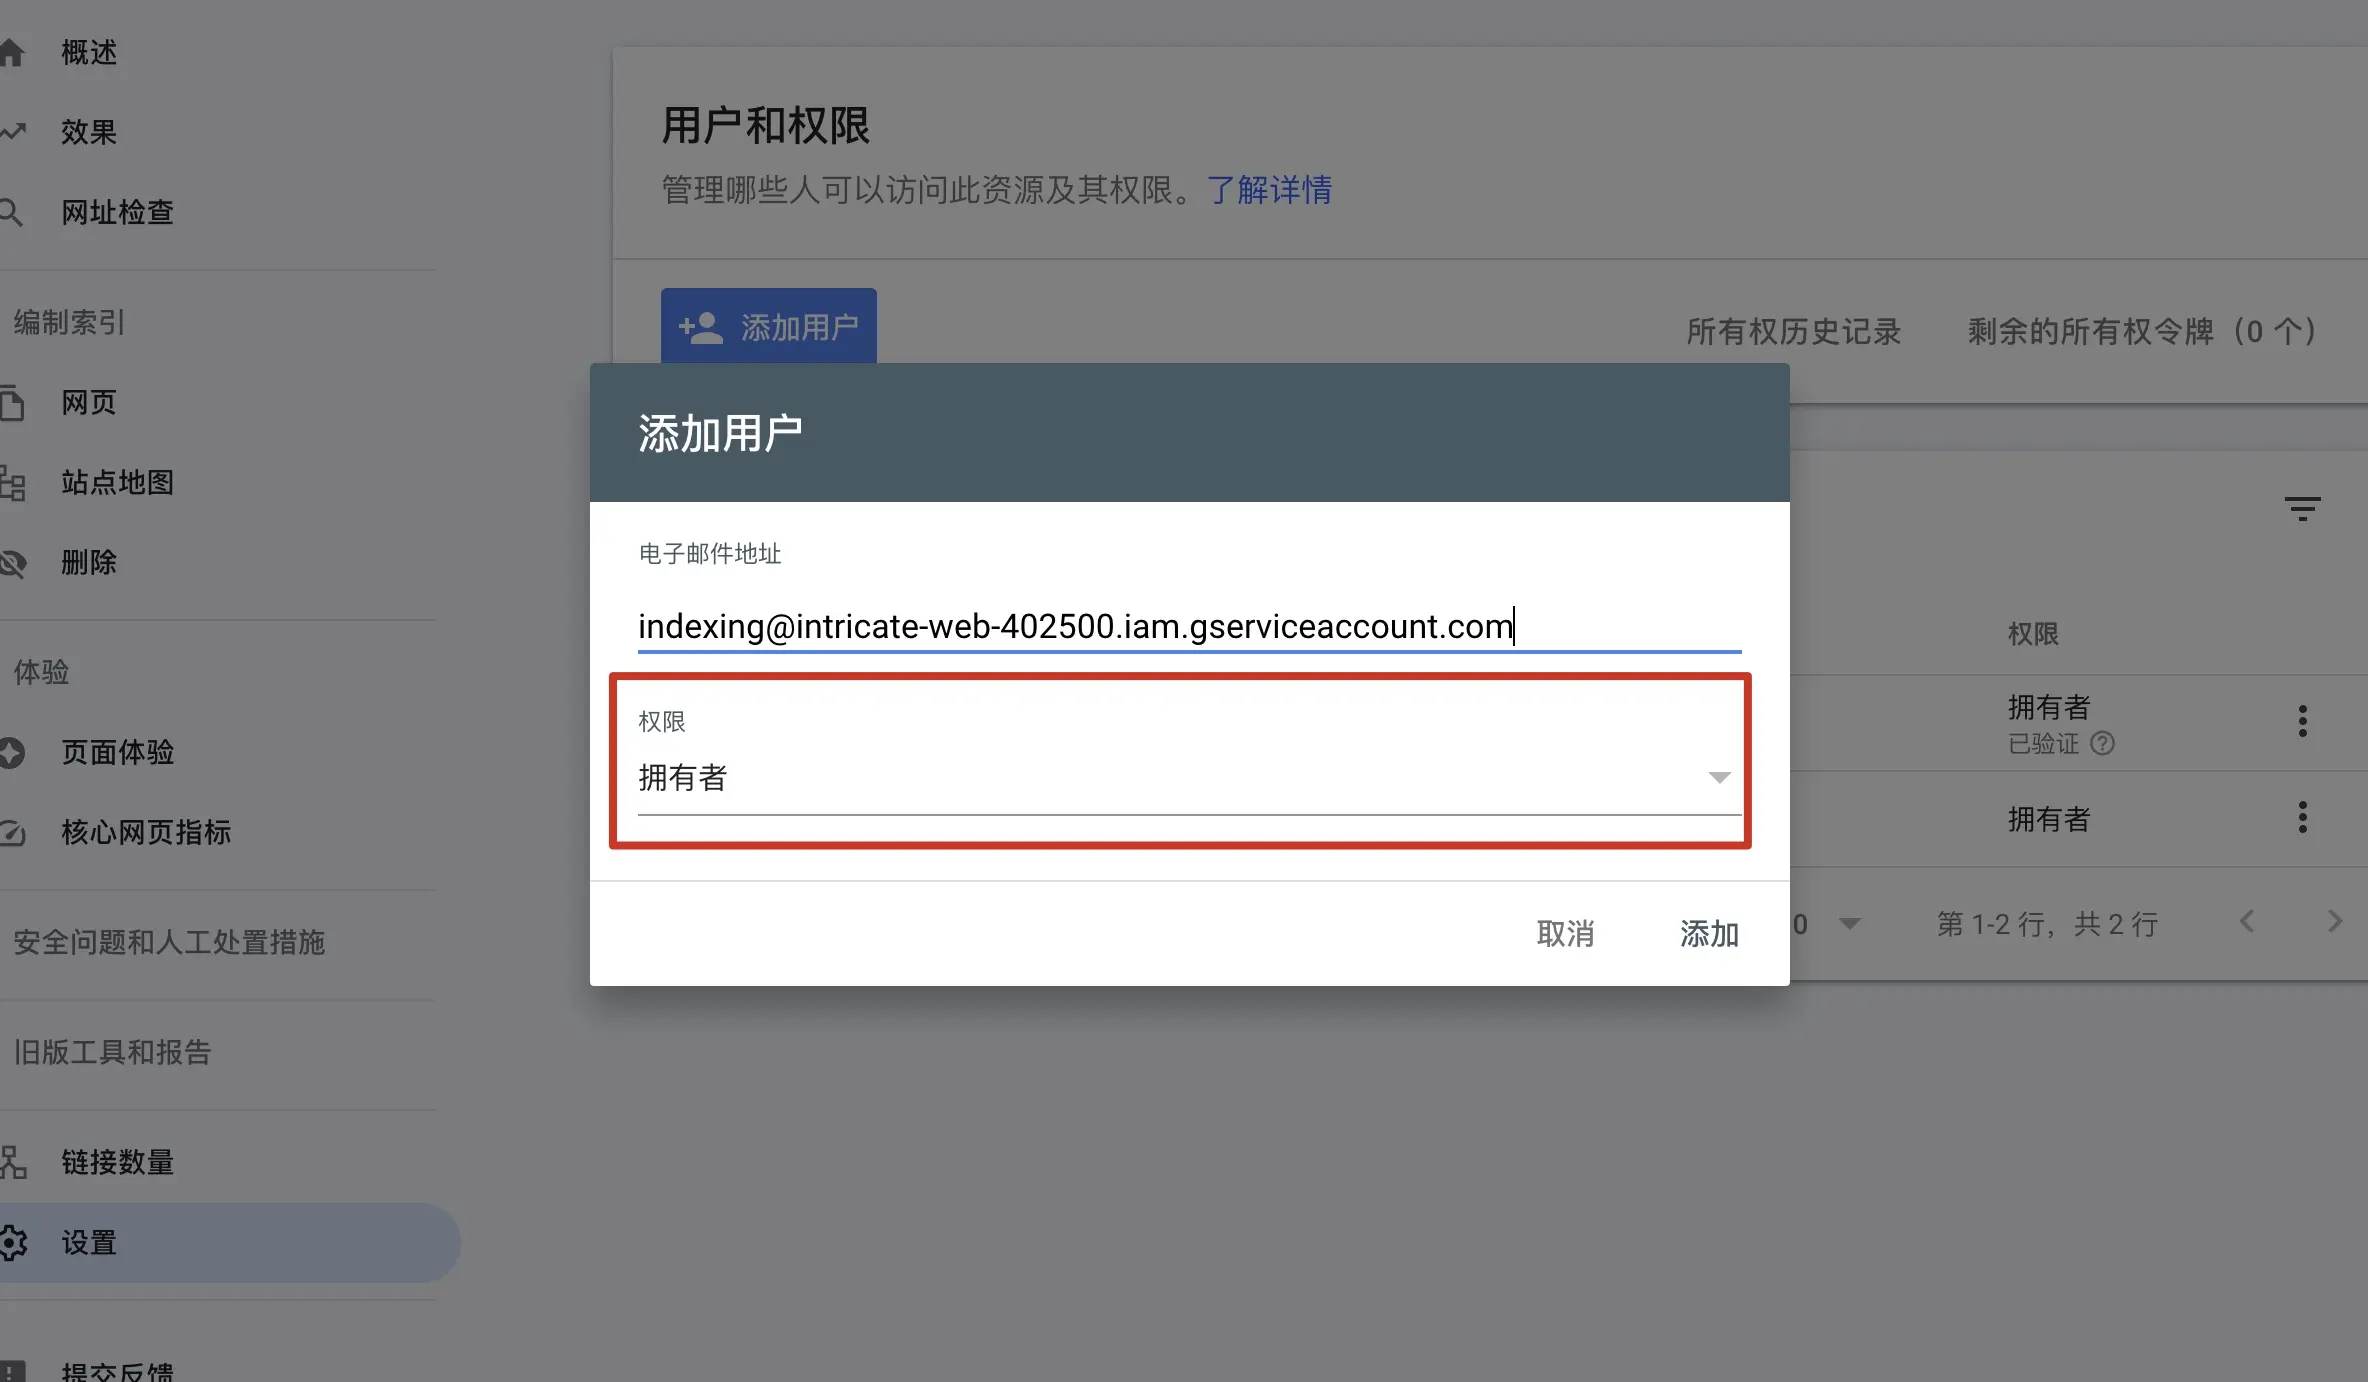 概述
效果
网址检查
编制索引
网页
站点地图
删除
体验
页面体验
核心网页指标
安全问题和人工处置措施
旧版工具和报告
链接数量
设置
提交反馈
用户和权限
管理哪些人可以访问此资源及其权限。了解详情
添加用户
所有权历史记录
剩余的所有权令牌（0 个）
添加用户
电子邮件地址
indexing@intricate-web-402500.iam.gserviceaccount.com
权限
拥有者
取消
添加
权限
拥有者
已验证
拥有者
0
第 1-2 行，共 2 行